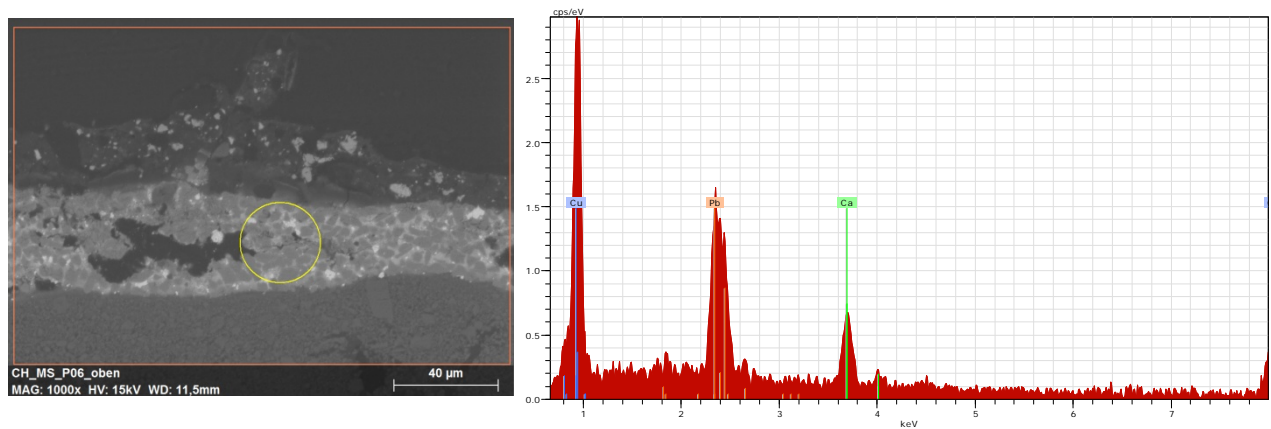 CH_MS_P06_oben
MAG: 1000x HV: 15kV WD: 11,5mm
40 µm
cps/eV
2.5
2.0
1.5
1.0
0.5
0.0
Cu
Pb
Ca
1 2 3 4 5 6 7
keV